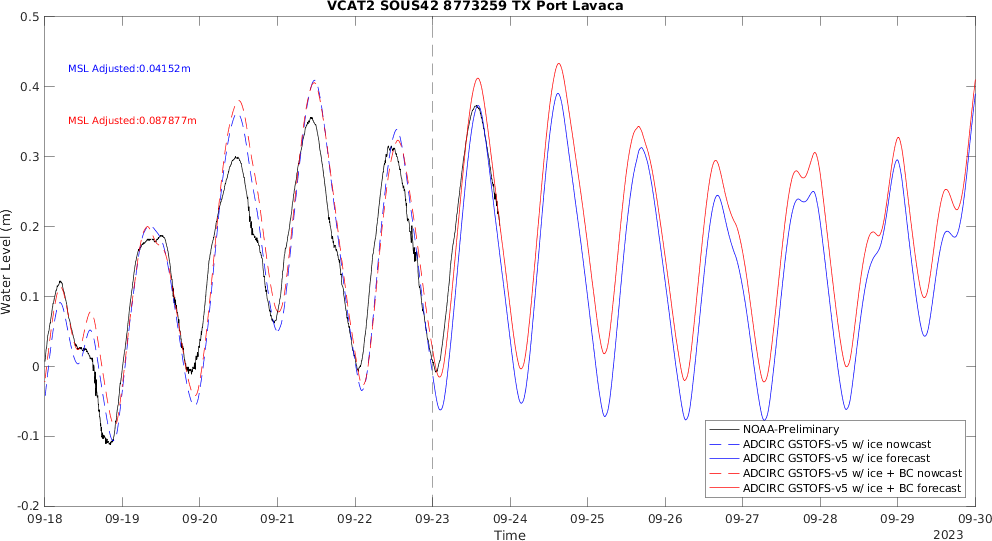 VCAT2 SOUS42 8773259 TX Port Lavaca
0.5
0.4
0.3
0.2
0.1
0
-0.1
-0.2
Water Level (m)
MSL Adjusted:0.04152m
MSL Adjusted:0.087877m
NOAA-Preliminary
ADCIRC GSTOFS-v5 w/ ice nowcast
ADCIRC GSTOFS-v5 w/ ice forecast
ADCIRC GSTOFS-v5 w/ ice + BC nowcast
ADCIRC GSTOFS-v5 w/ ice + BC forecast
09-18 09-19 09-20 09-21 09-22 09-23 09-24 09-25 09-26 09-27 09-28 09-29 09-30
Time
2023